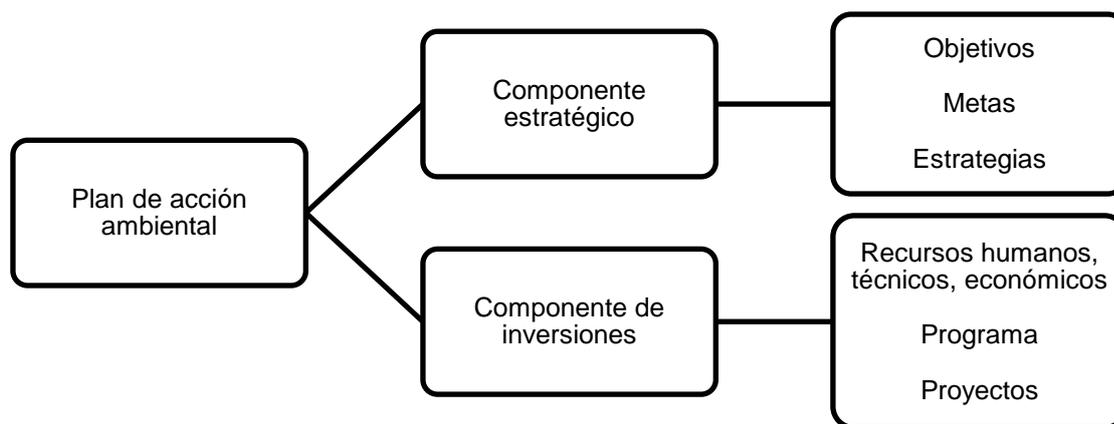 Plan de acción
ambiental
Componente
estratégico
Objetivos
Metas
Estrategias
Componente de
inversiones
Recursos humanos,
técnicos, económicos
Programa
Proyectos